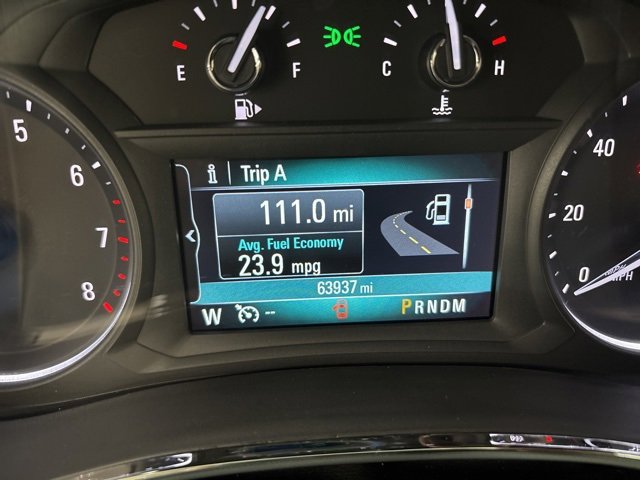 E F
C H
5
6
7
8
i Trip A
111.0 mi
Avg. Fuel Economy
23.9 mpg
63937 mi
W -- PRNDM
40
20
0
MPH